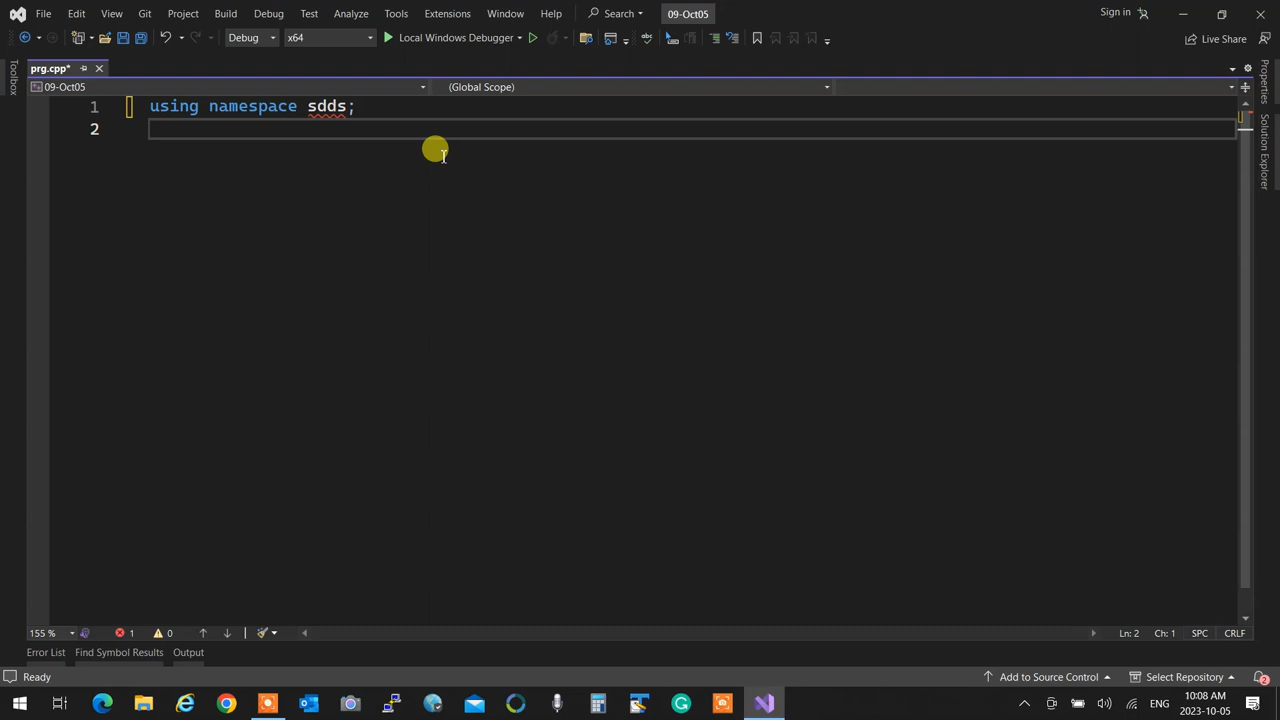 File Edit View Git Project Build Debug Test Analyze Tools Extensions Window Help Search 09-Oct05 Sign in
Debug x64 Local Windows Debugger Live Share
Toolbox
prg.cpp*
09-Oct05 (Global Scope)
1 using namespace sdds;
2
Properties
Solution Explorer
155 % 1 0 Ln: 2 Ch: 1 SPC CRLF
Error List Find Symbol Results Output
Ready Add to Source Control Select Repository 2
ENG 10:08 AM
2023-10-05